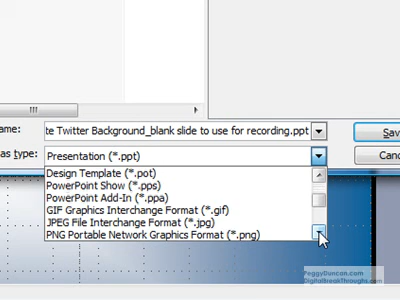 ame:
te Twitter Background_blank slide to use for recording.ppt
Sav
as type:
Presentation (*.ppt)
Canc
Design Template (*.pot)
PowerPoint Show (*.pps)
PowerPoint Add-In (*.ppa)
GIF Graphics Interchange Format (*.gif)
JPEG File Interchange Format (*.jpg)
PNG Portable Network Graphics Format (*.png)
PeggyDuncan.com
DigitalBreakThroughs.com